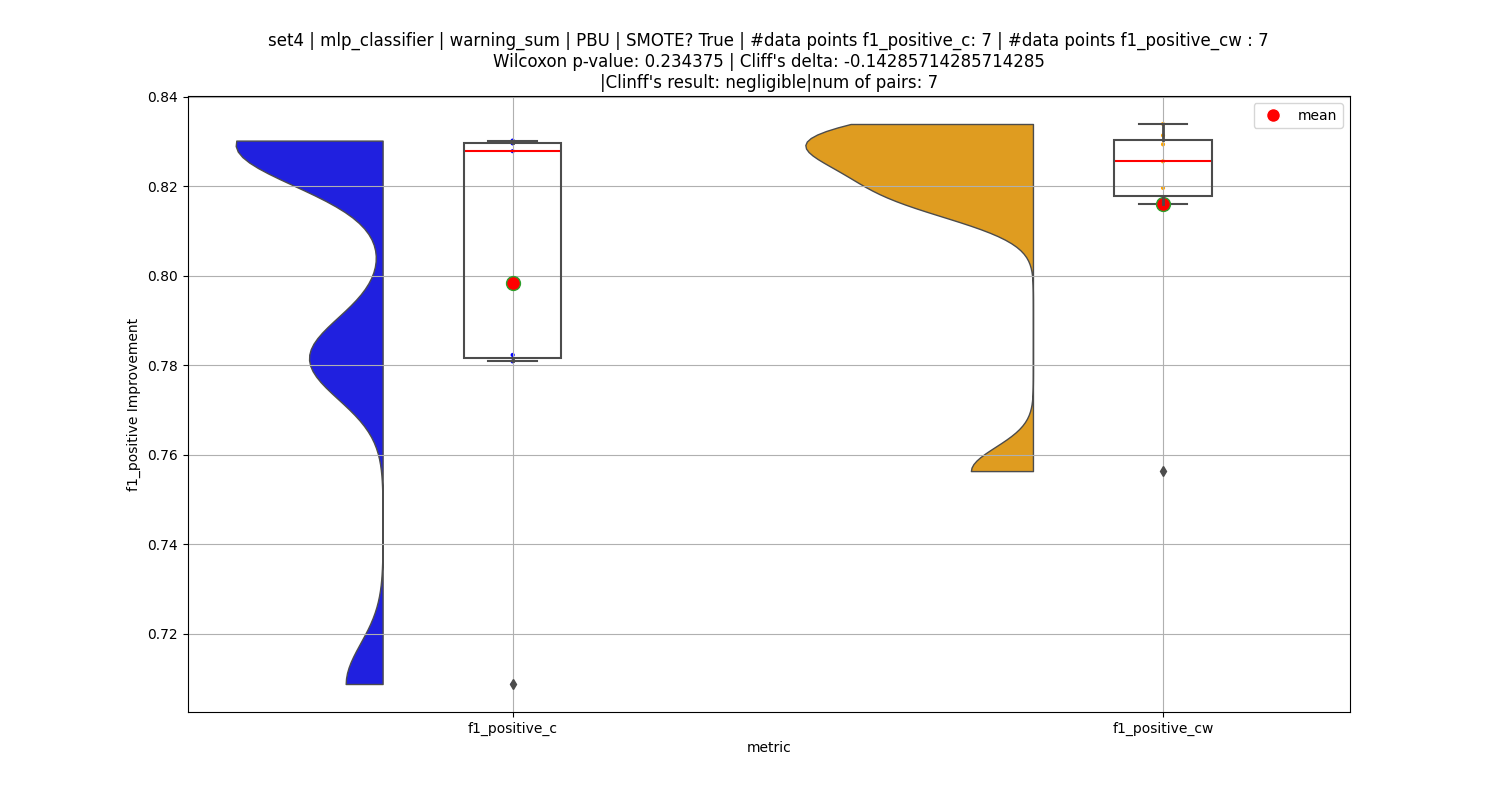 set4 | mlp_classifier | warning_sum | PBU | SMOTE? True | #data points f1_positive_c: 7 | #data points f1_positive_cw : 7
Wilcoxon p-value: 0.234375 | Cliff's delta: -0.14285714285714285
|Clinff's result: negligible|num of pairs: 7
mean
0.84
0.82
0.80
0.78
0.76
0.74
0.72
f1_positive Improvement
f1_positive_c
f1_positive_cw
metric